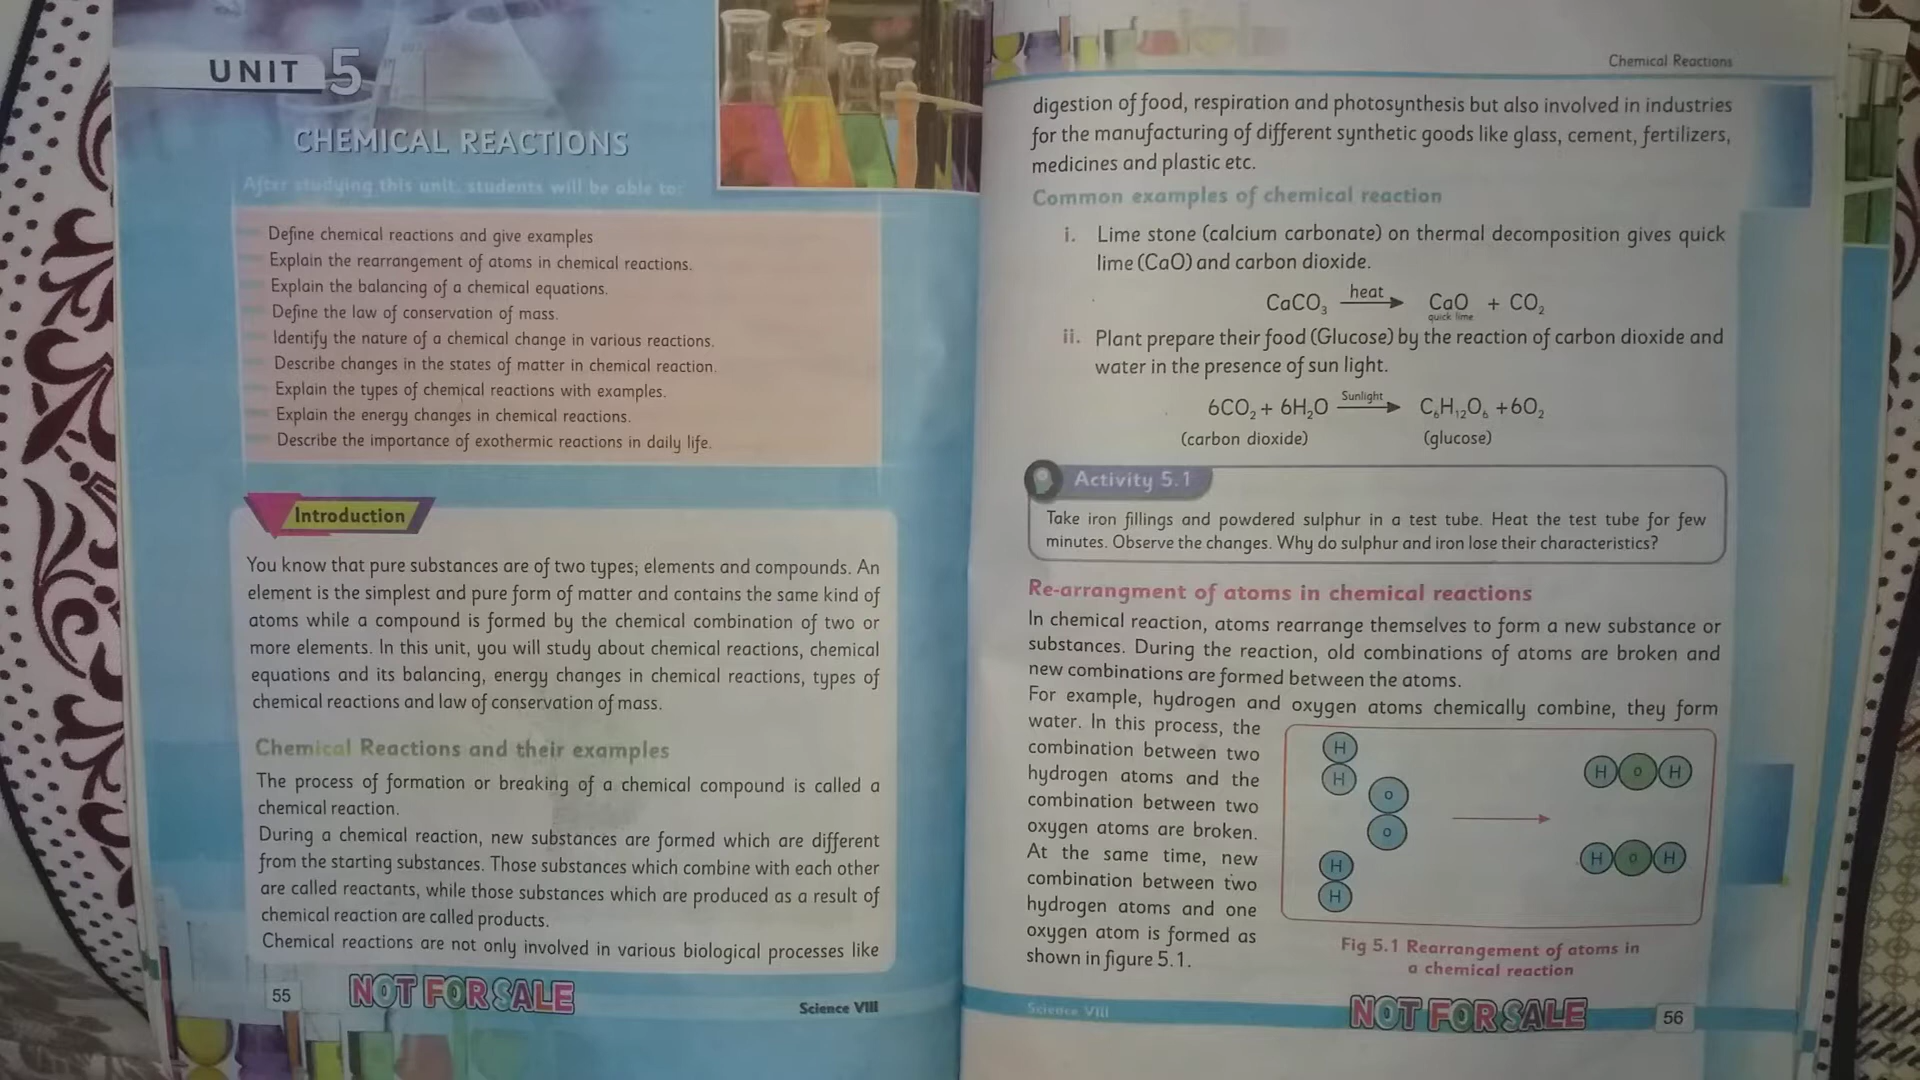 UNIT 5
CHEMICAL REACTIONS
After studying this unit, students will be able to:
Define chemical reactions and give examples
Explain the rearrangement of atoms in chemical reactions.
Explain the balancing of a chemical equations.
Define the law of conservation of mass.
Identify the nature of a chemical change in various reactions.
Describe changes in the states of matter in chemical reaction.
Explain the types of chemical reactions with examples.
Explain the energy changes in chemical reactions.
Describe the importance of exothermic reactions in daily life.
Introduction
You know that pure substances are of two types; elements and compounds. An
element is the simplest and pure form of matter and contains the same kind of
atoms while a compound is formed by the chemical combination of two or
more elements. In this unit, you will study about chemical reactions, chemical
equations and its balancing, energy changes in chemical reactions, types of
chemical reactions and law of conservation of mass.
Chemical Reactions and their examples
The process of formation or breaking of a chemical compound is called a
chemical reaction.
During a chemical reaction, new substances are formed which are different
from the starting substances. Those substances which combine with each other
are called reactants, while those substances which are produced as a result of
chemical reaction are called products.
Chemical reactions are not only involved in various biological processes like
55
NOT FOR SALE
Science VIII
Chemical Reactions
digestion of food, respiration and photosynthesis but also involved in industries
for the manufacturing of different synthetic goods like glass, cement, fertilizers,
medicines and plastic etc.
Common examples of chemical reaction
i. Lime stone (calcium carbonate) on thermal decomposition gives quick
lime (CaO) and carbon dioxide.
heat
CaCO₃ → CaO + CO₂
quick lime
ii. Plant prepare their food (Glucose) by the reaction of carbon dioxide and
water in the presence of sun light.
Sunlight
6CO₂ + 6H₂O → C₆H₁₂O₆ +6O₂
(carbon dioxide) (glucose)
Activity 5.1
Take iron fillings and powdered sulphur in a test tube. Heat the test tube for few
minutes. Observe the changes. Why do sulphur and iron lose their characteristics?
Re-arrangment of atoms in chemical reactions
In chemical reaction, atoms rearrange themselves to form a new substance or
substances. During the reaction, old combinations of atoms are broken and
new combinations are formed between the atoms.
For example, hydrogen and oxygen atoms chemically combine, they form
water. In this process, the
combination between two
hydrogen atoms and the
combination between two
oxygen atoms are broken.
At the same time, new
combination between two
hydrogen atoms and one
oxygen atom is formed as
shown in figure 5.1.
H
H
O
O
H
H
H O H
H O H
Fig 5.1 Rearrangement of atoms in
a chemical reaction
Science VIII
NOT FOR SALE
56